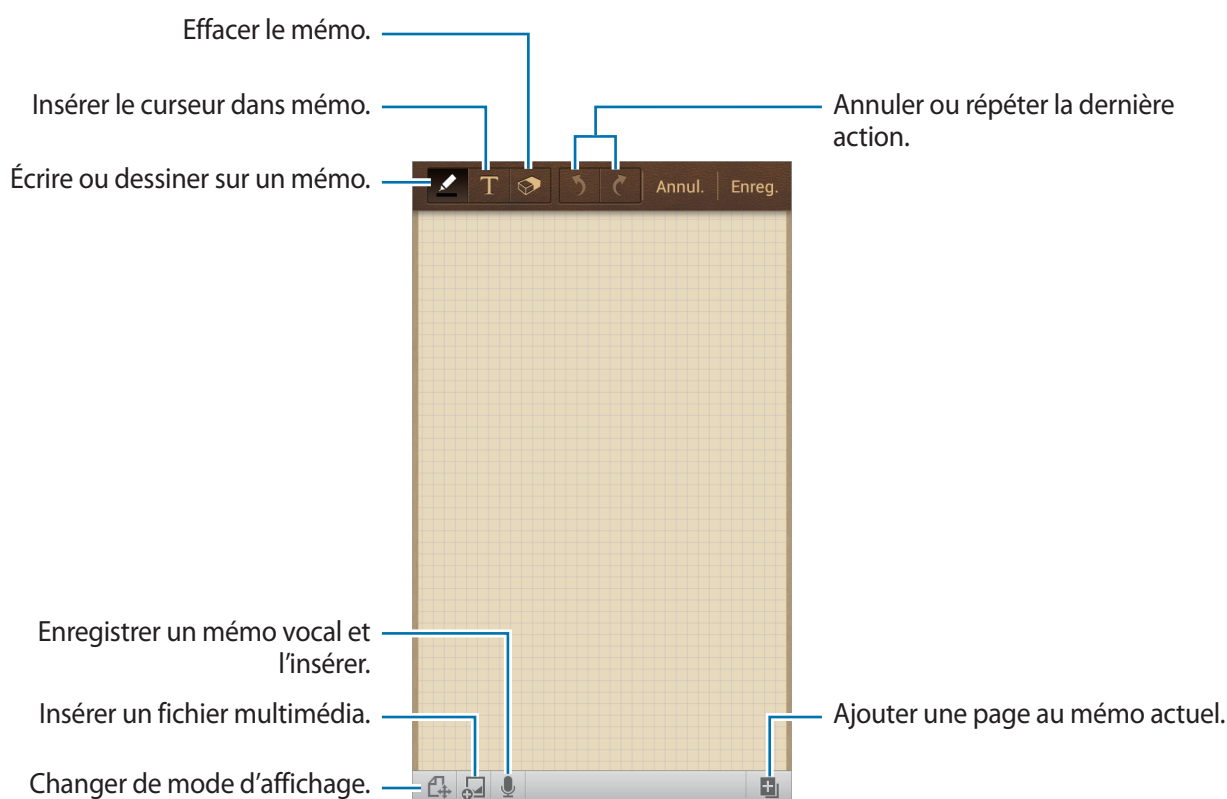 Effacer le mémo.
Insérer le curseur dans mémo.
Annuler ou répéter la dernière
action.
Écrire ou dessiner sur un mémo.
T
Annul.
Enreg.
Enregistrer un mémo vocal et
l'insérer.
Insérer un fichier multimédia.
Ajouter une page au mémo actuel.
Changer de mode d'affichage.